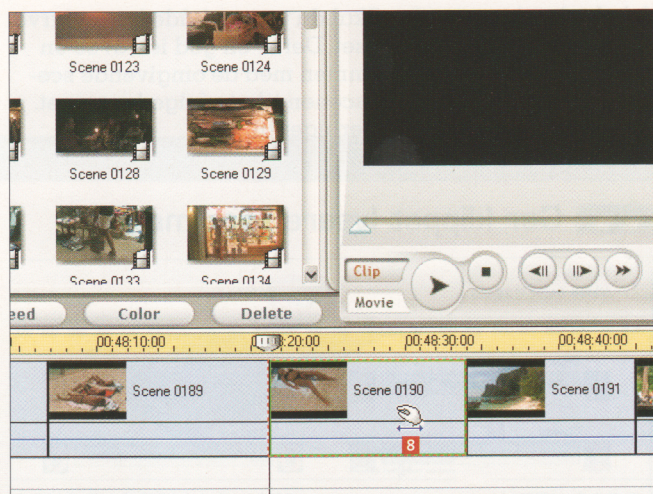 Scene 0123
Scene 0124
Scene 0128
Scene 0129
Scene 0133
Scene 0134
Clip
Movie
eed
Color
Delete
00:48:10:00
8:20:00
00:48:30:00
00:48:40:00
Scene 0189
Scene 0190
Scene 0191
8